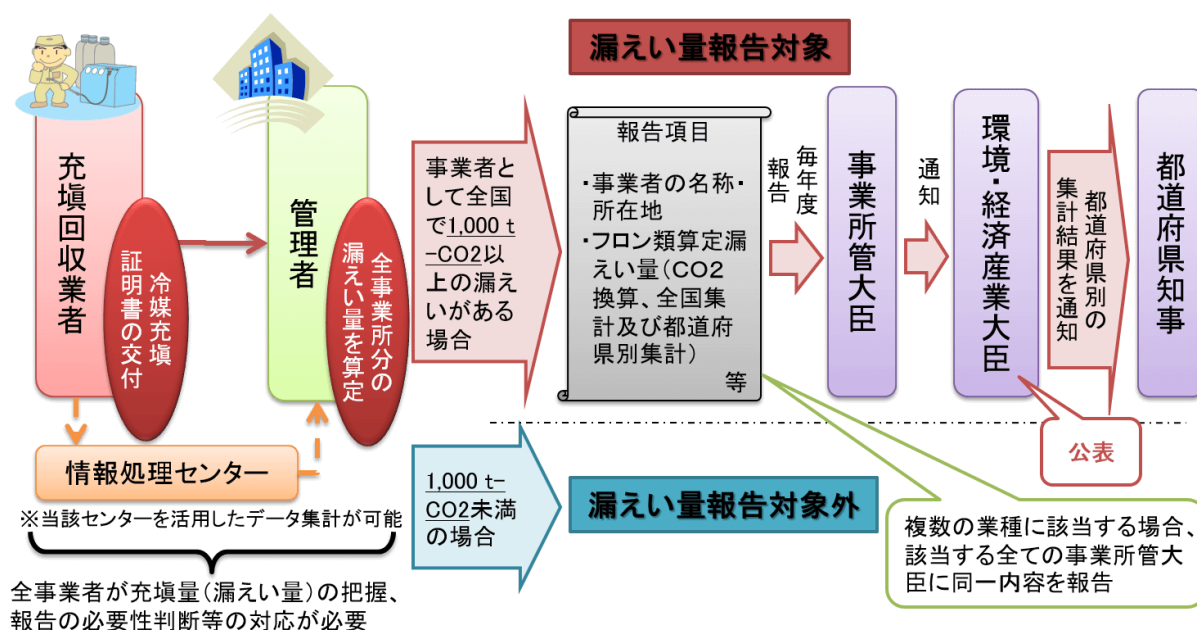 漏えい量報告対象
充塡回収業者
冷媒充塡
証明書の交付
管理者
全事業所分の
漏えい量を算定
事業者と
して全国
で1,000 t
-CO2以
上の漏え
いがある
場合
報告項目
・事業者の名称・
所在地
・フロン類算定漏
えい量(CO2
換算、全国集
計及び都道府
県別集計)
等
毎年度
報告
事業所管大臣
通知
環境・経済産業大臣
都道府県別の
集計結果を通知
都道府県知事
公表
情報処理センター
※当該センターを活用したデータ集計が可能
全事業者が充塡量(漏えい量)の把握、
報告の必要性判断等の対応が必要
1,000 t-
CO2未満
の場合
漏えい量報告対象外
複数の業種に該当する場合、
該当する全ての事業所管大
臣に同一内容を報告